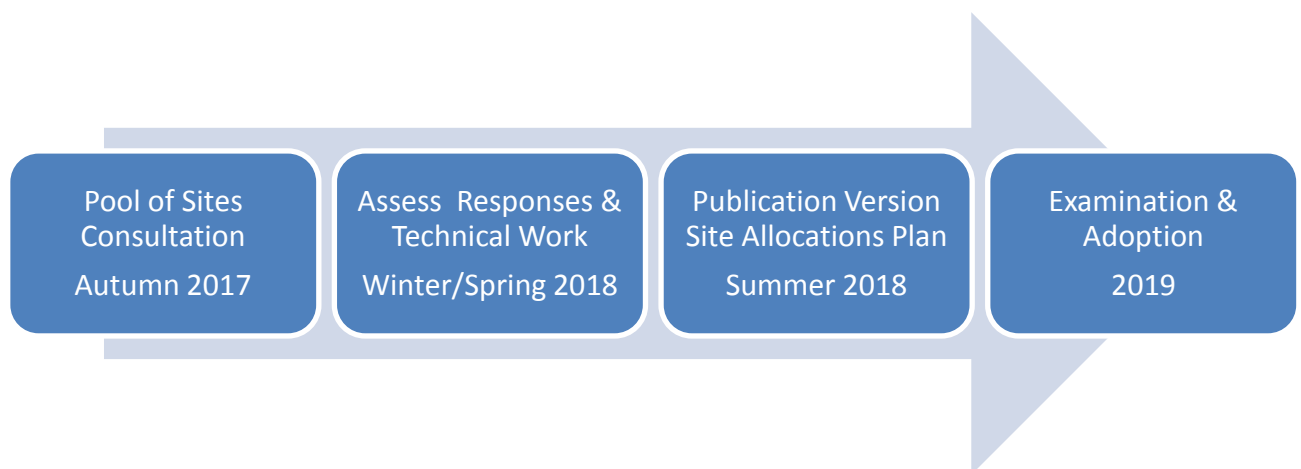 Pool of Sites
Consultation
Autumn 2017
Assess Responses &
Technical Work
Winter/Spring 2018
Publication Version
Site Allocations Plan
Summer 2018
Examination &
Adoption
2019